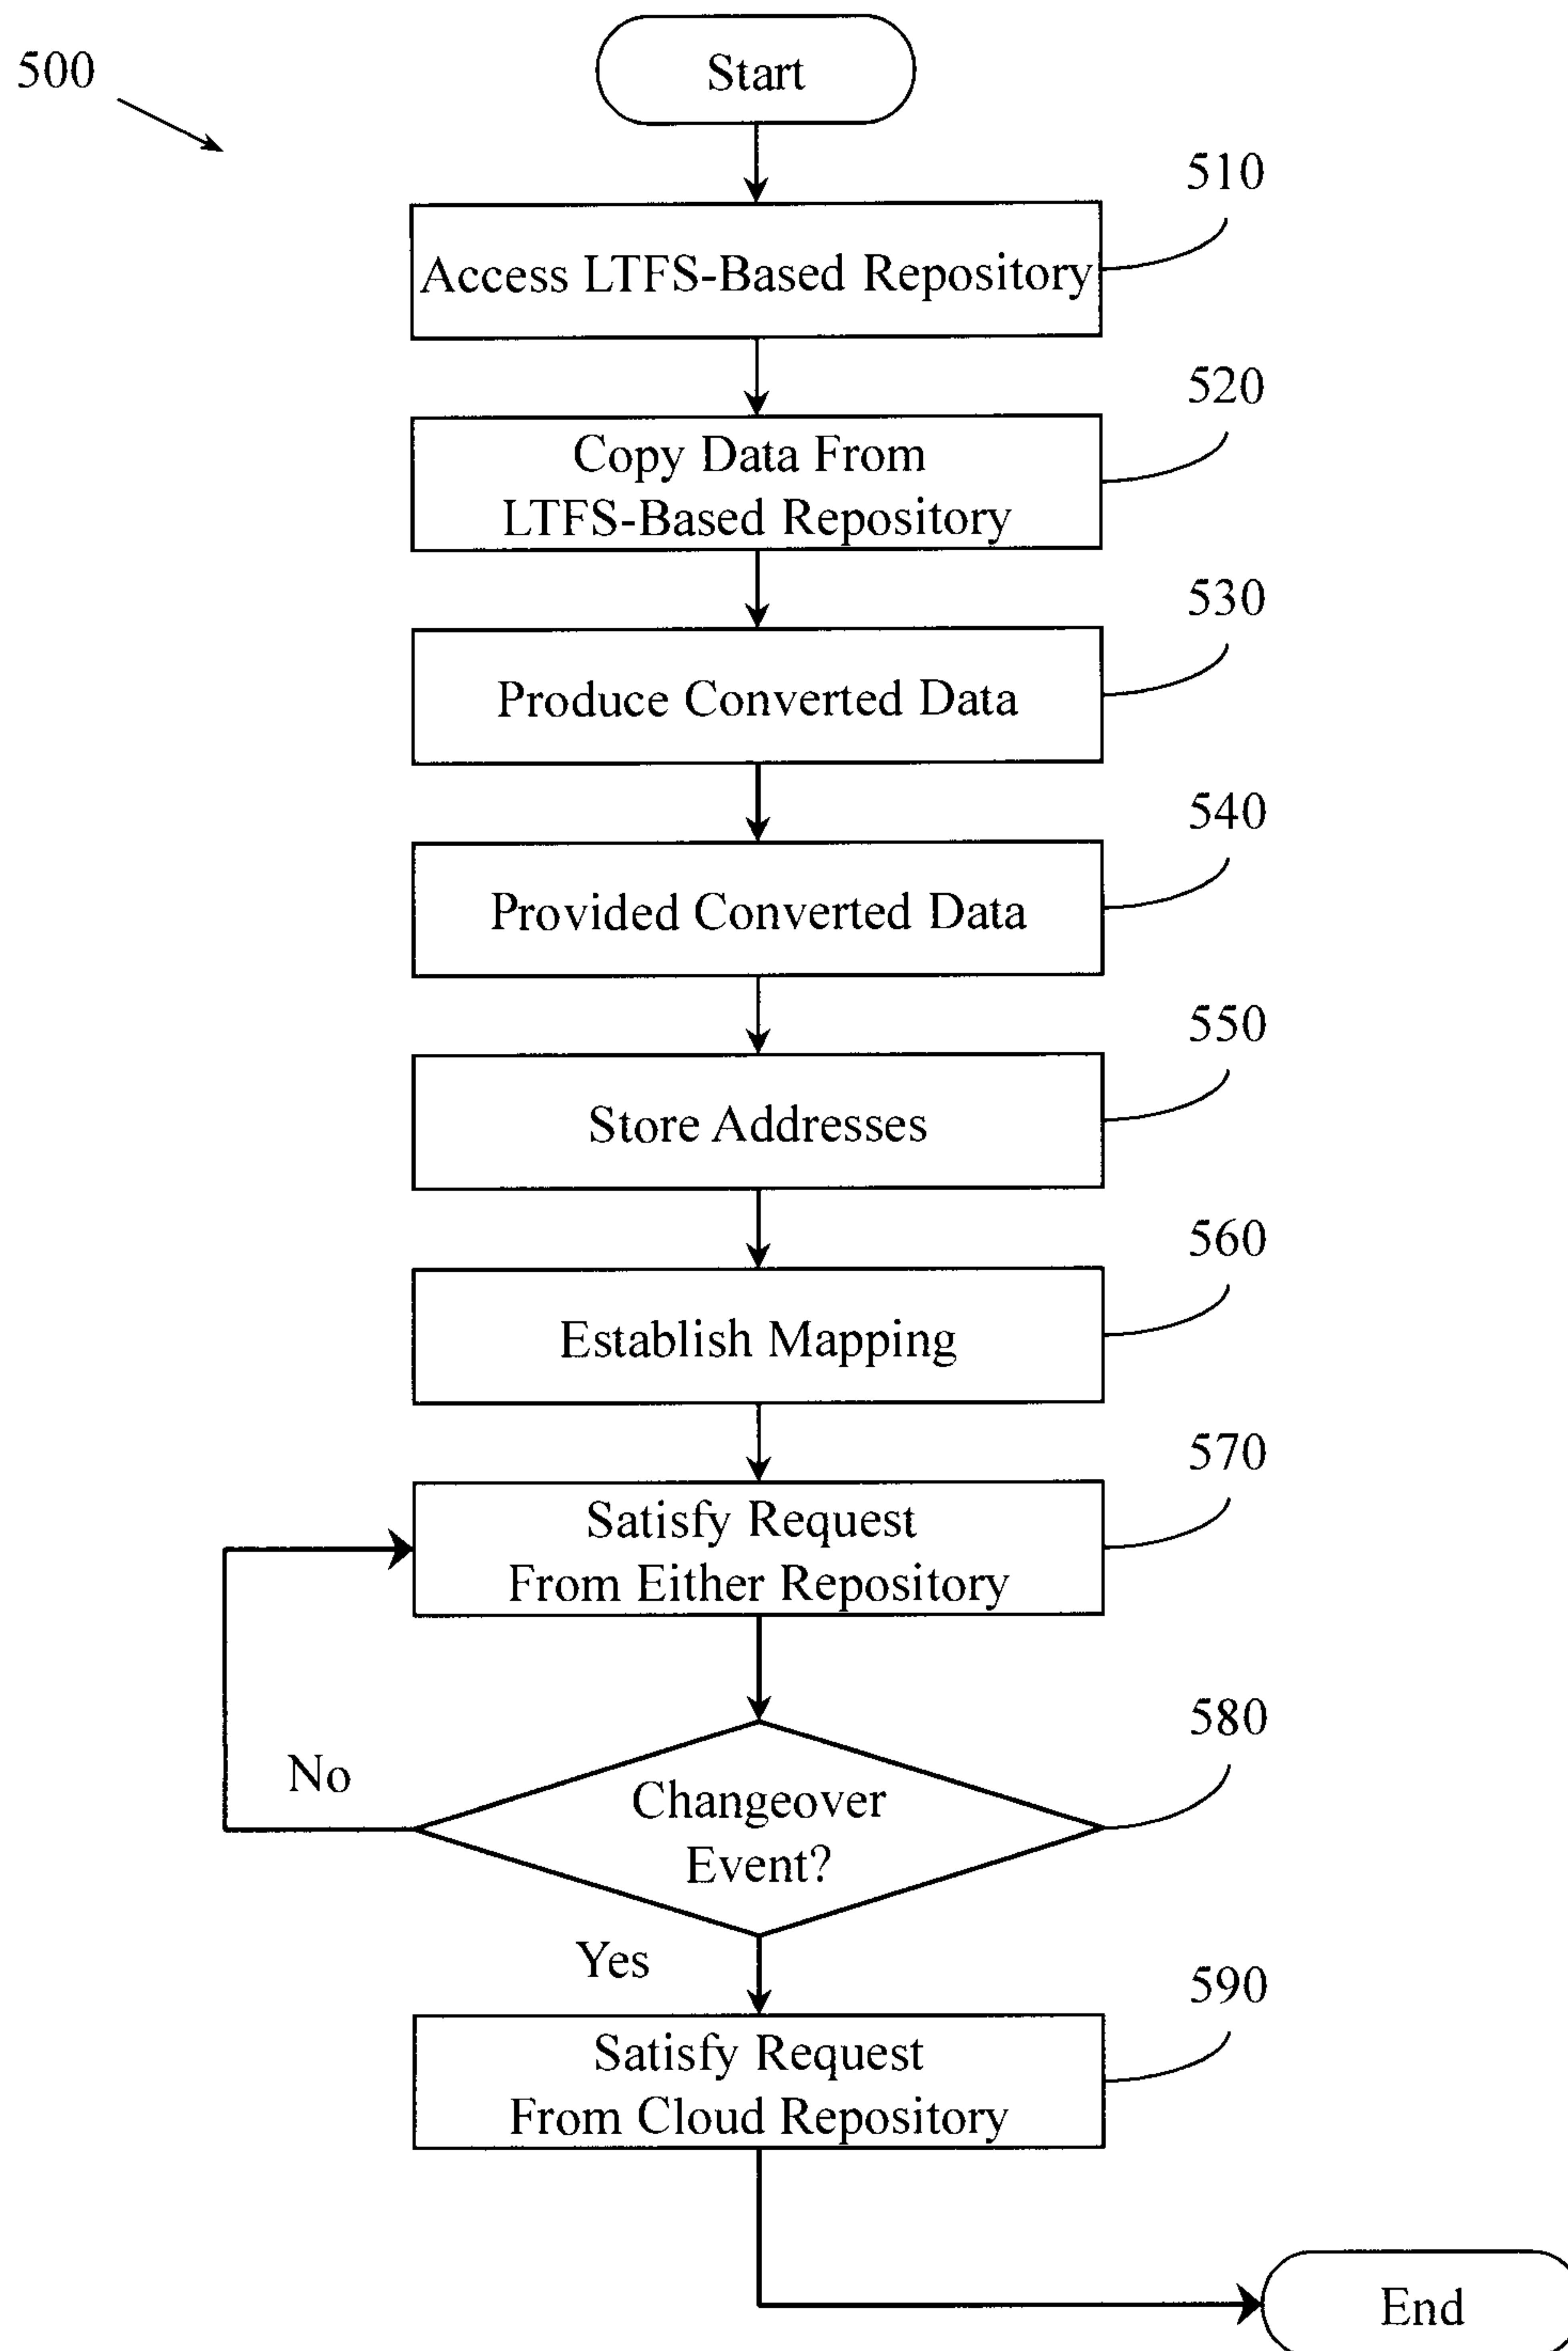 500
Start
510
Access LTFS-Based Repository
520
Copy Data From
LTFS-Based Repository
530
Produce Converted Data
540
Provided Converted Data
550
Store Addresses
560
Establish Mapping
570
Satisfy Request
From Either Repository
580
No
Changeover
Event?
Yes
590
Satisfy Request
From Cloud Repository
End